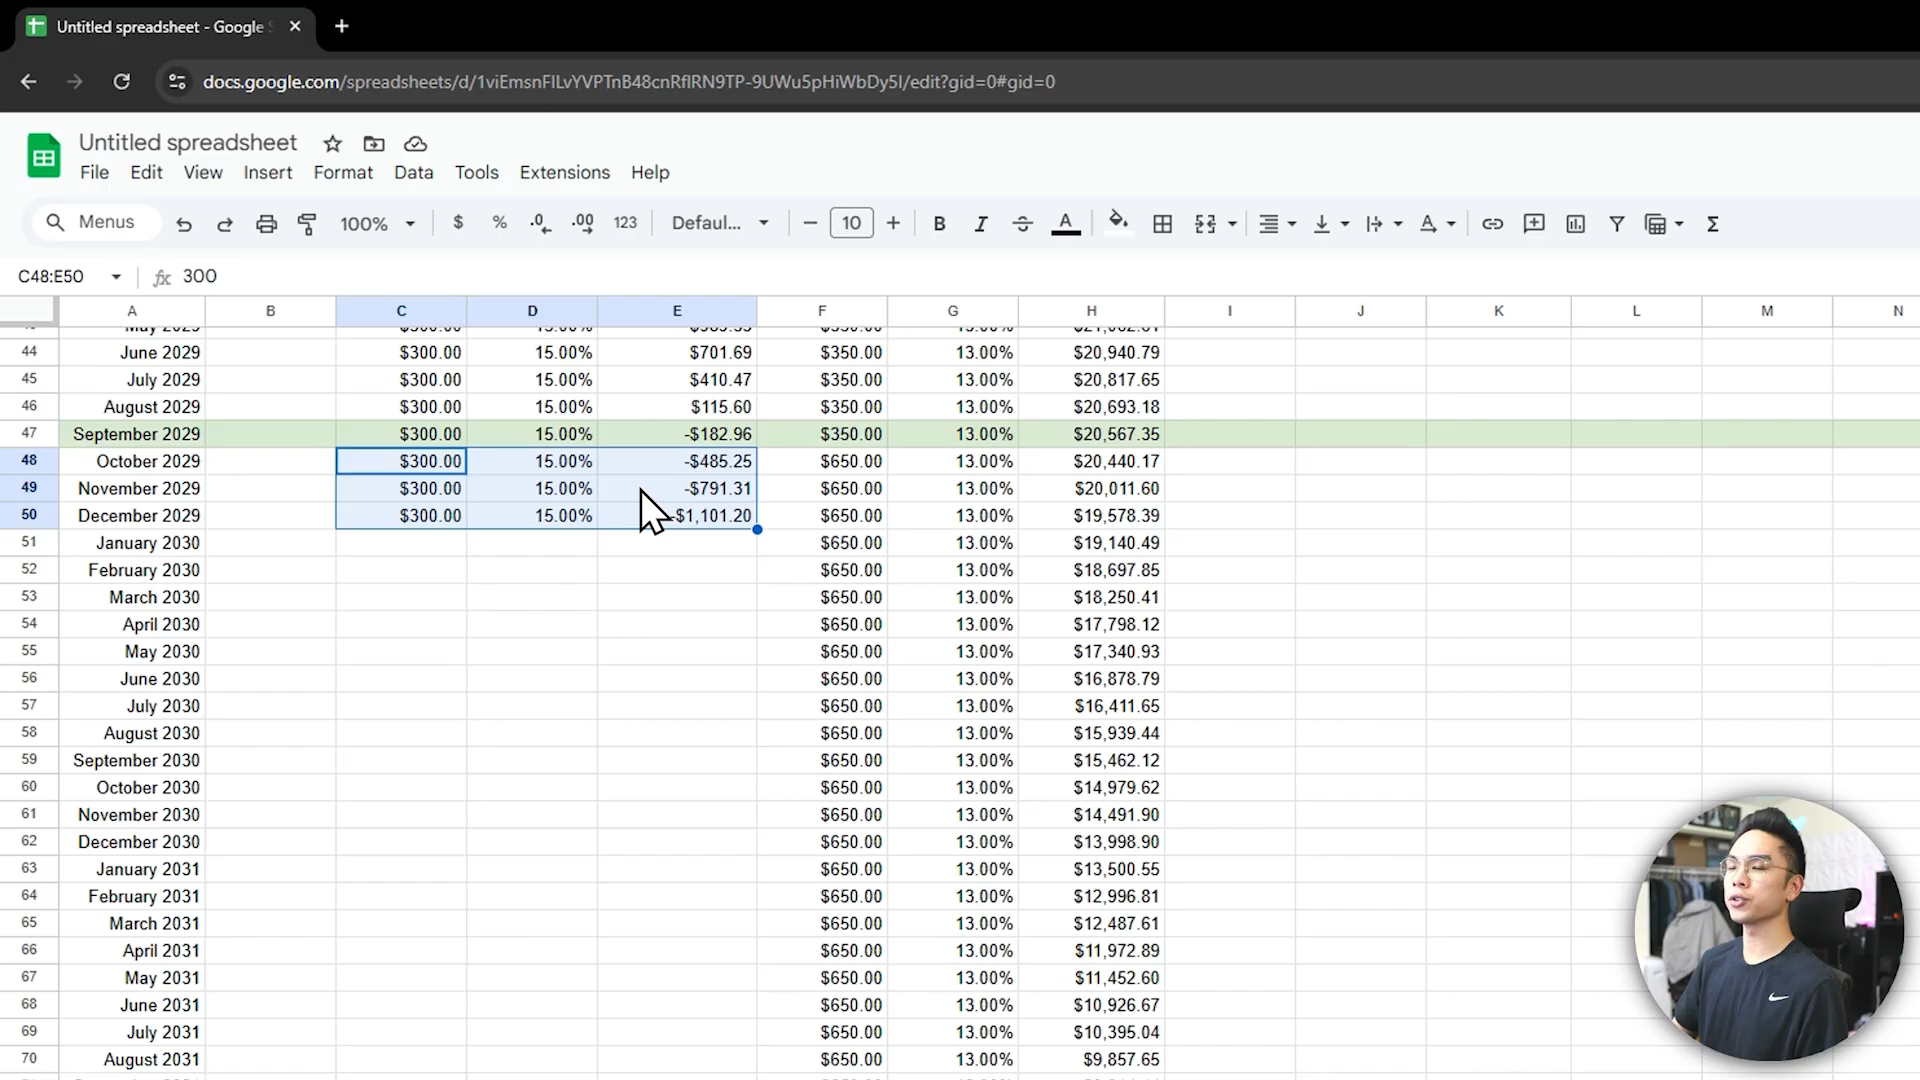 Untitled spreadsheet - Google
docs.google.com/spreadsheets/d/1viEmsnFILvYVPTnB48cnRflRN9TP-9UWu5pHiWbDy5I/edit?gid=0#gid=0
Untitled spreadsheet
File Edit View Insert Format Data Tools Extensions Help
Menus 100% $ % .0 .00 123 Defaul... 10 B I A Σ
C48:E50 fx 300
A B C D E F G H I J K L M N
44 June 2029 $300.00 15.00% $701.69 $350.00 13.00% $20,940.79
45 July 2029 $300.00 15.00% $410.47 $350.00 13.00% $20,817.65
46 August 2029 $300.00 15.00% $115.60 $350.00 13.00% $20,693.18
47 September 2029 $300.00 15.00% -$182.96 $350.00 13.00% $20,567.35
48 October 2029 $300.00 15.00% -$485.25 $650.00 13.00% $20,440.17
49 November 2029 $300.00 15.00% -$791.31 $650.00 13.00% $20,011.60
50 December 2029 $300.00 15.00% -$1,101.20 $650.00 13.00% $19,578.39
51 January 2030 $650.00 13.00% $19,140.49
52 February 2030 $650.00 13.00% $18,697.85
53 March 2030 $650.00 13.00% $18,250.41
54 April 2030 $650.00 13.00% $17,798.12
55 May 2030 $650.00 13.00% $17,340.93
56 June 2030 $650.00 13.00% $16,878.79
57 July 2030 $650.00 13.00% $16,411.65
58 August 2030 $650.00 13.00% $15,939.44
59 September 2030 $650.00 13.00% $15,462.12
60 October 2030 $650.00 13.00% $14,979.62
61 November 2030 $650.00 13.00% $14,491.90
62 December 2030 $650.00 13.00% $13,998.90
63 January 2031 $650.00 13.00% $13,500.55
64 February 2031 $650.00 13.00% $12,996.81
65 March 2031 $650.00 13.00% $12,487.61
66 April 2031 $650.00 13.00% $11,972.89
67 May 2031 $650.00 13.00% $11,452.60
68 June 2031 $650.00 13.00% $10,926.67
69 July 2031 $650.00 13.00% $10,395.04
70 August 2031 $650.00 13.00% $9,857.65